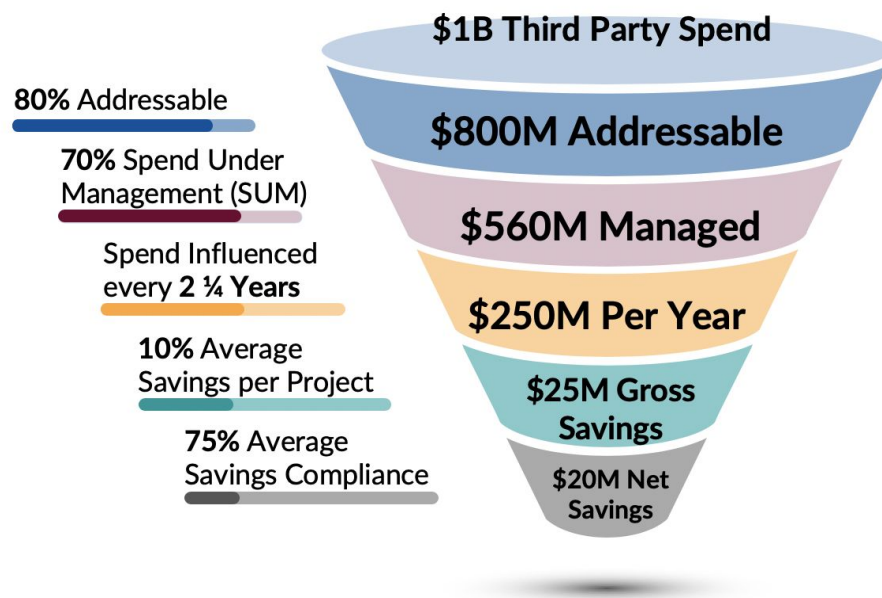 $1B Third Party Spend
80% Addressable
$800M Addressable
70% Spend Under
Management (SUM)
$560M Managed
Spend Influenced
every 2 ¼ Years
$250M Per Year
10% Average
Savings per Project
$25M Gross
Savings
75% Average
Savings Compliance
$20M Net
Savings